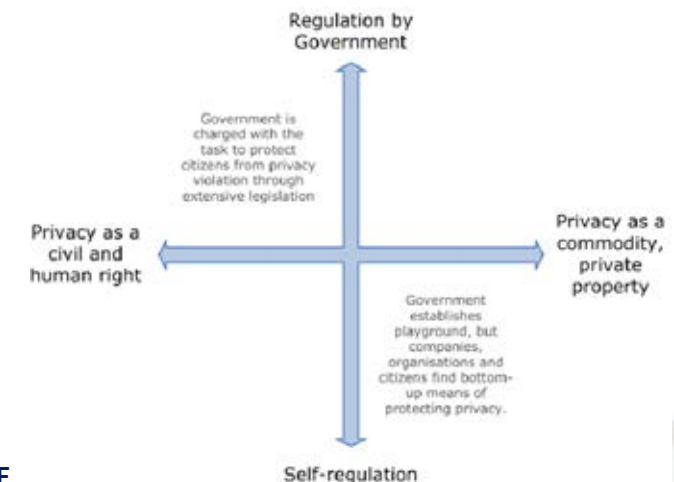 Regulation by
Government
Government is
charged with the
task to protect
citizens from privacy
violation through
extensive legislation
Privacy as a
civil and
human right
Privacy as a
commodity,
private
property
Government
establishes
playground, but
companies,
organisations and
citizens find bottom-
up means of
protecting privacy.
Self-regulation